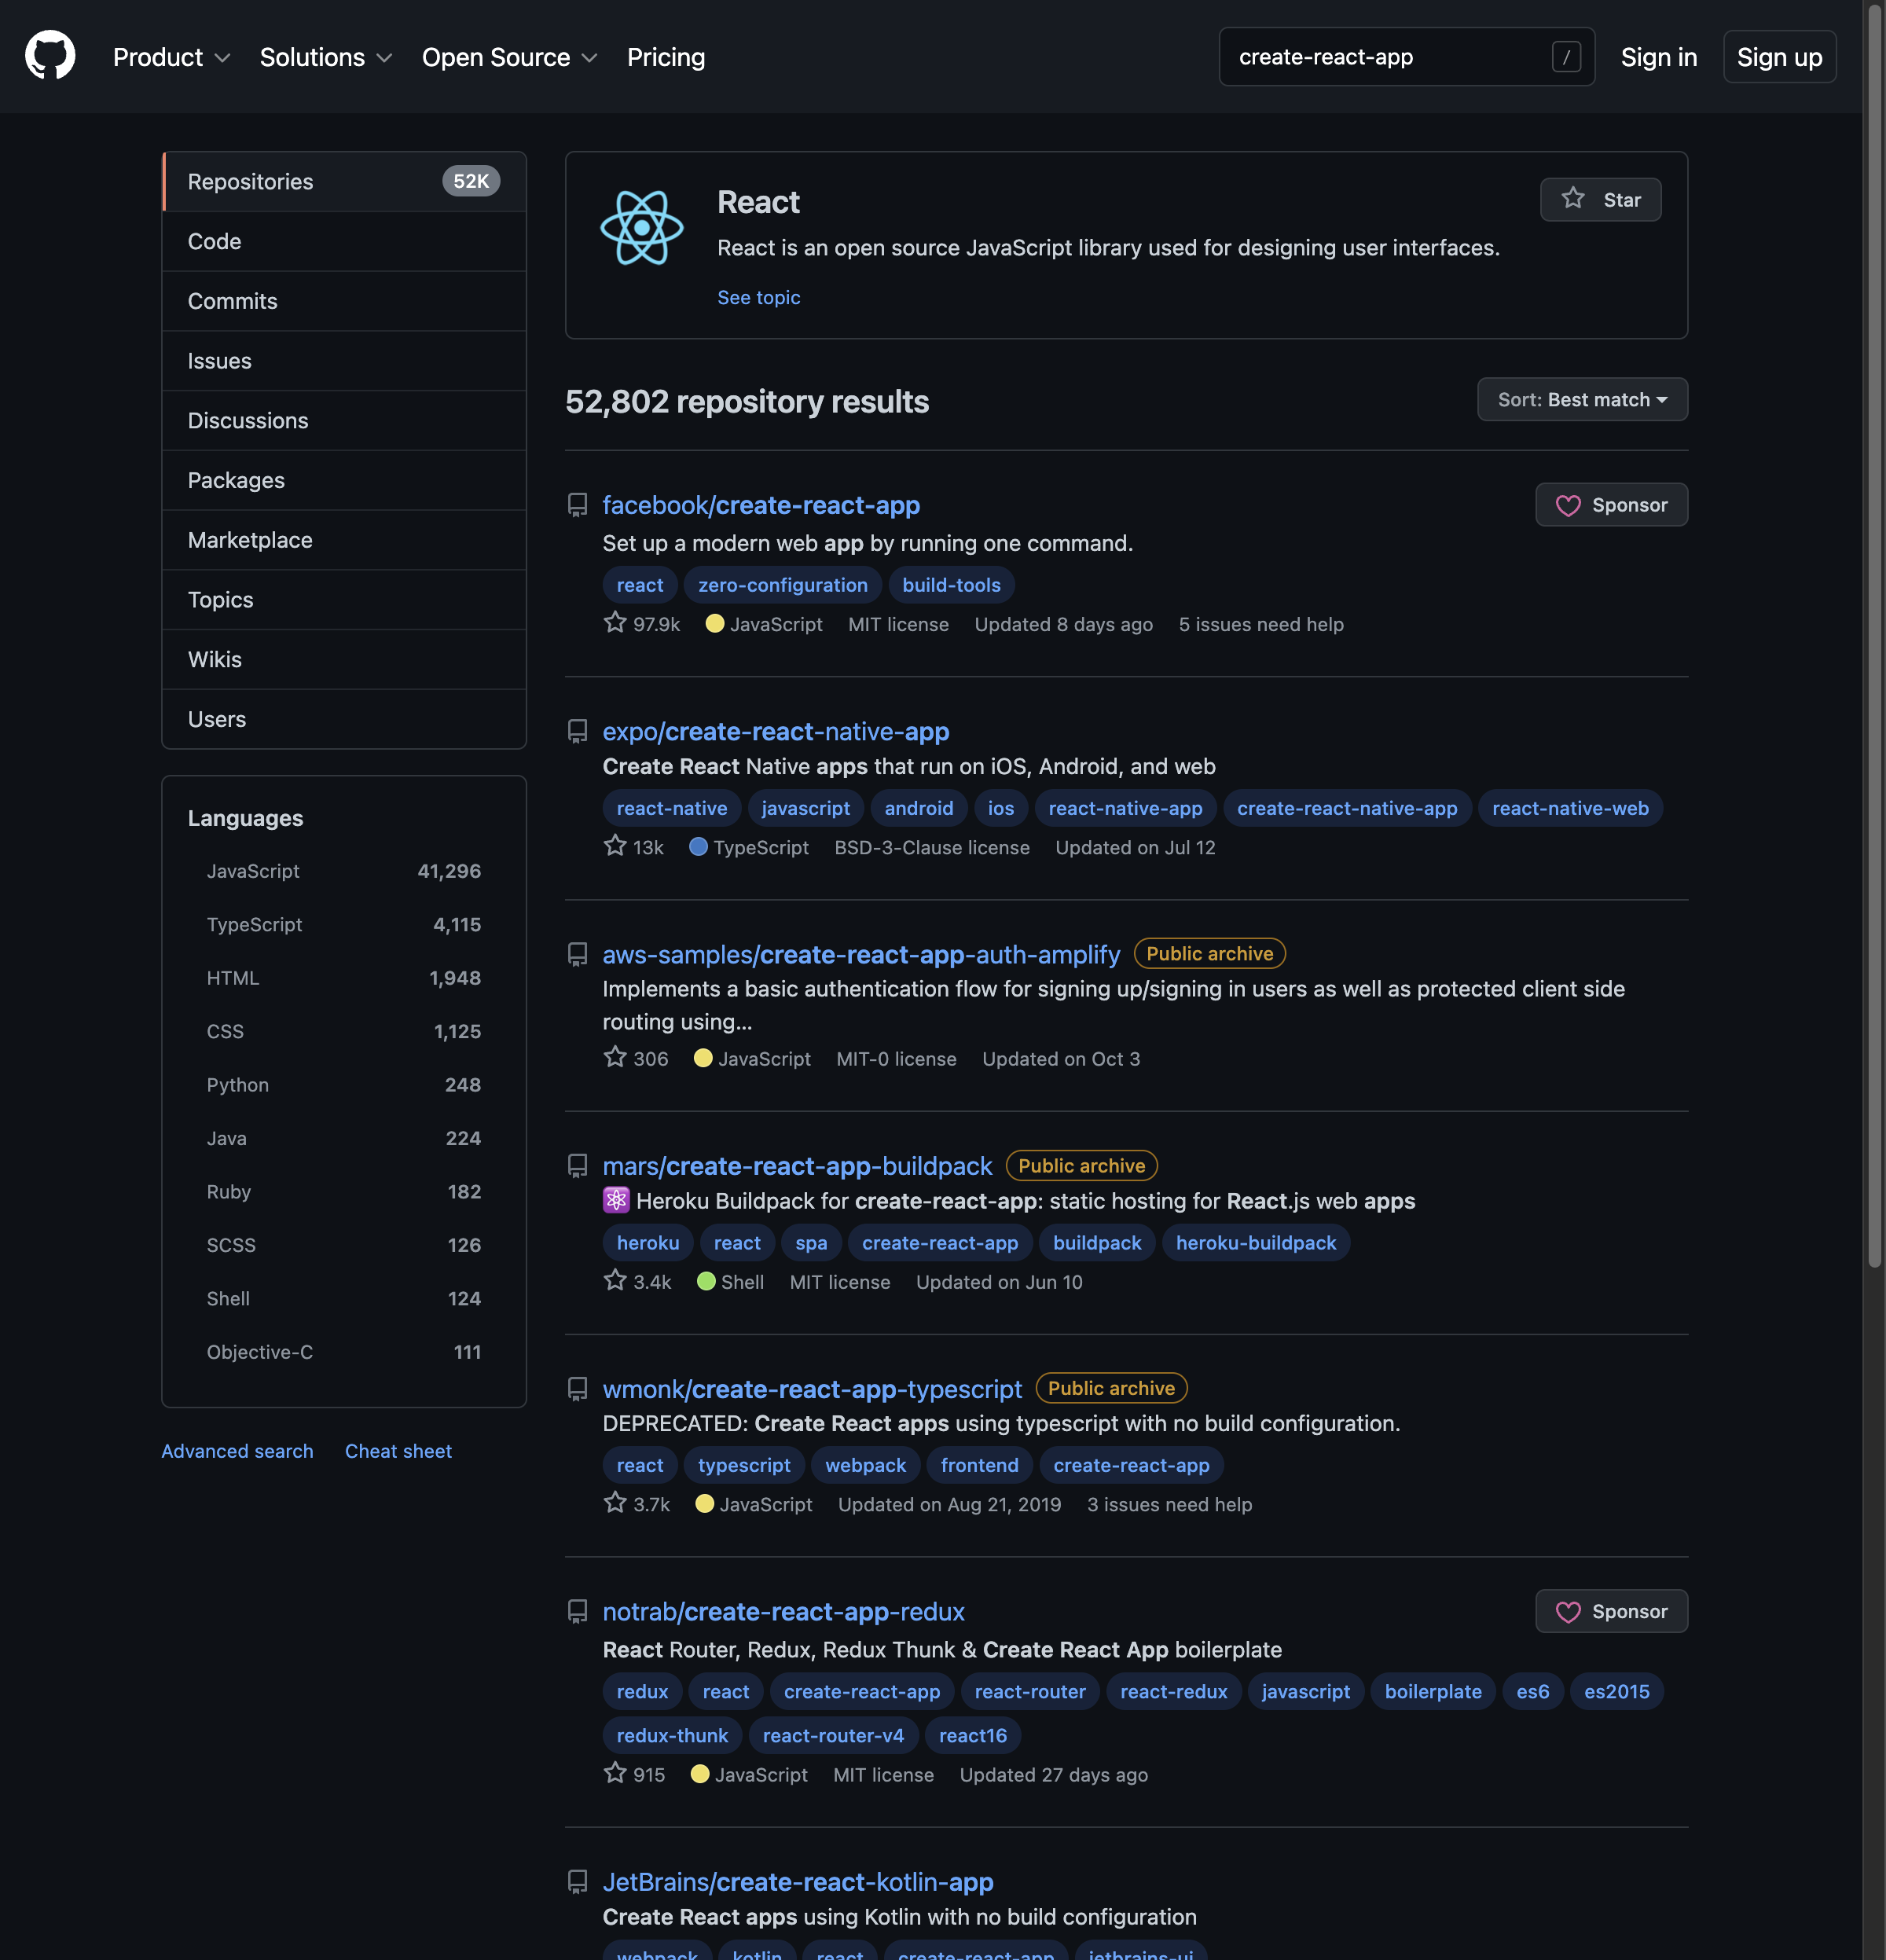 Product Solutions Open Source Pricing create-react-app / Sign in Sign up
Repositories 52K
Code
Commits
Issues
Discussions
Packages
Marketplace
Topics
Wikis
Users
Languages
JavaScript 41,296
TypeScript 4,115
HTML 1,948
CSS 1,125
Python 248
Java 224
Ruby 182
SCSS 126
Shell 124
Objective-C 111
Advanced search Cheat sheet
React Star
React is an open source JavaScript library used for designing user interfaces.
See topic
52,802 repository results Sort: Best match
facebook/create-react-app Sponsor
Set up a modern web app by running one command.
react zero-configuration build-tools
97.9k JavaScript MIT license Updated 8 days ago 5 issues need help
expo/create-react-native-app
Create React Native apps that run on iOS, Android, and web
react-native javascript android ios react-native-app create-react-native-app react-native-web
13k TypeScript BSD-3-Clause license Updated on Jul 12
aws-samples/create-react-app-auth-amplify Public archive
Implements a basic authentication flow for signing up/signing in users as well as protected client side
routing using...
306 JavaScript MIT-0 license Updated on Oct 3
mars/create-react-app-buildpack Public archive
⚛️ Heroku Buildpack for create-react-app: static hosting for React.js web apps
heroku react spa create-react-app buildpack heroku-buildpack
3.4k Shell MIT license Updated on Jun 10
wmonk/create-react-app-typescript Public archive
DEPRECATED: Create React apps using typescript with no build configuration.
react typescript webpack frontend create-react-app
3.7k JavaScript Updated on Aug 21, 2019 3 issues need help
notrab/create-react-app-redux Sponsor
React Router, Redux, Redux Thunk & Create React App boilerplate
redux react create-react-app react-router react-redux javascript boilerplate es6 es2015
redux-thunk react-router-v4 react16
915 JavaScript MIT license Updated 27 days ago
JetBrains/create-react-kotlin-app
Create React apps using Kotlin with no build configuration
webpack kotlin react create-react-app jetbrains-ui